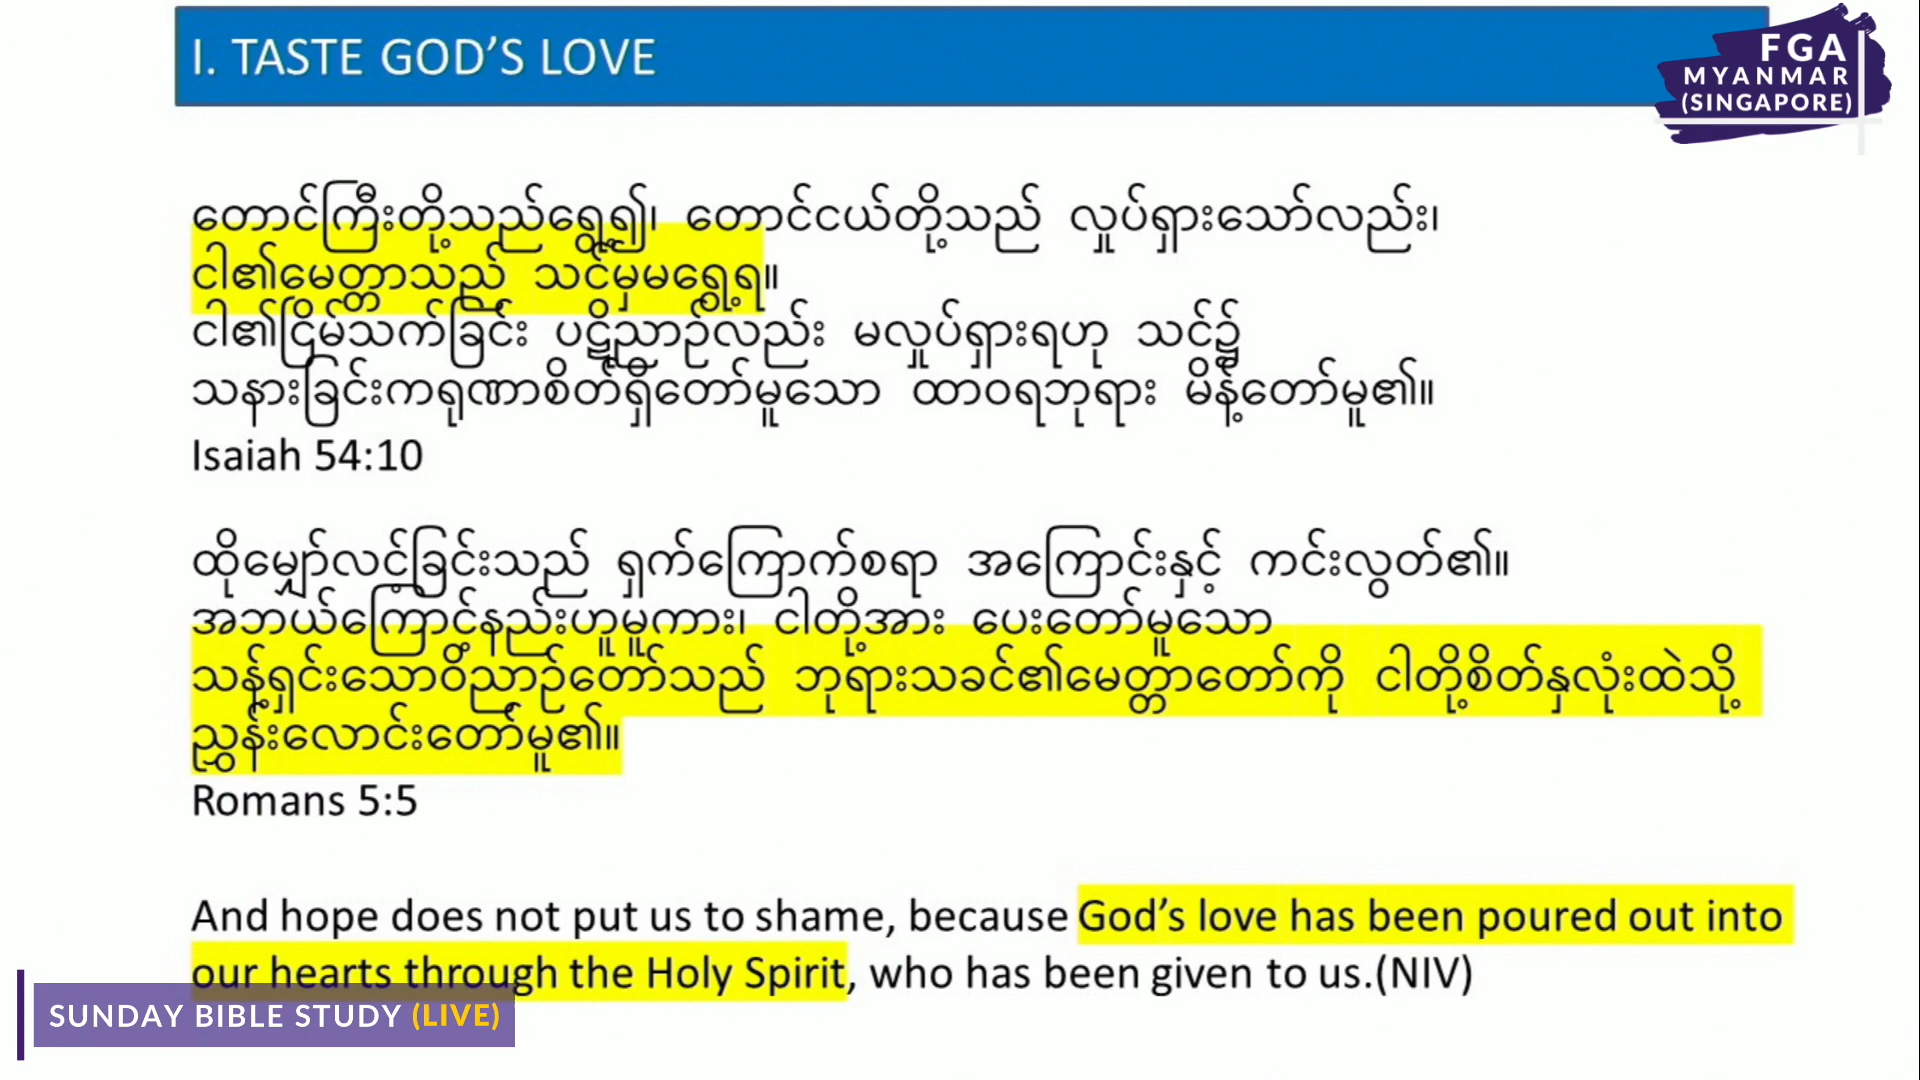 I. TASTE GOD'S LOVE
FGA
MYANMAR
(SINGAPORE)
တောင်ကြီးတို့သည်ရွေ့၍၊ တောင်ငယ်တို့သည် လှုပ်ရှားသော်လည်း၊
ငါ၏မေတ္တာသည် သင်မှမရွေ့ရ။
ငါ၏ငြိမ်သက်ခြင်း ပဋိညာဉ်လည်း မလှုပ်ရှားရဟု သင်၌
သနားခြင်းကရုဏာစိတ်ရှိတော်မူသော ထာဝရဘုရား မိန့်တော်မူ၏။
Isaiah 54:10
ထိုမျှော်လင့်ခြင်းသည် ရှက်ကြောက်စရာ အကြောင်းနှင့် ကင်းလွတ်၏။
အဘယ်ကြောင့်နည်းဟူမူကား၊ ငါတို့အား ပေးတော်မူသော
သန့်ရှင်းသောဝိညာဉ်တော်သည် ဘုရားသခင်၏မေတ္တာတော်ကို ငါတို့စိတ်နှလုံးထဲသို့
ညွှန်းလောင်းတော်မူ၏။
Romans 5:5
And hope does not put us to shame, because God's love has been poured out into
our hearts through the Holy Spirit, who has been given to us.(NIV)
SUNDAY BIBLE STUDY (LIVE)